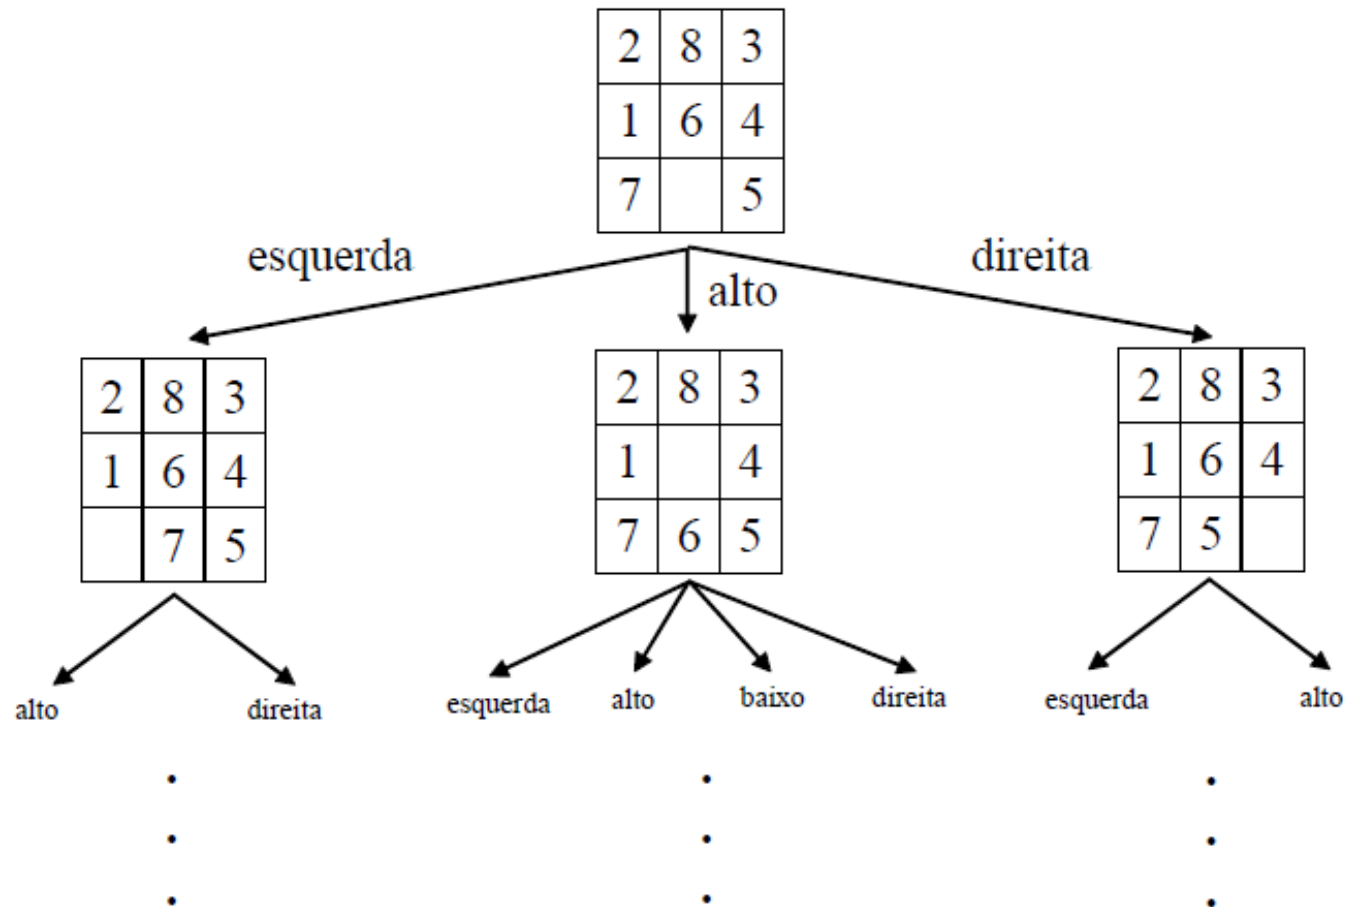 2 8 3
1 6 4
7 5
esquerda
alto
direita
2 8 3
1 6 4
7 5
2 8 3
1 4
7 6 5
2 8 3
1 6 4
7 5
alto
direita
esquerda
alto
baixo
direita
esquerda
alto